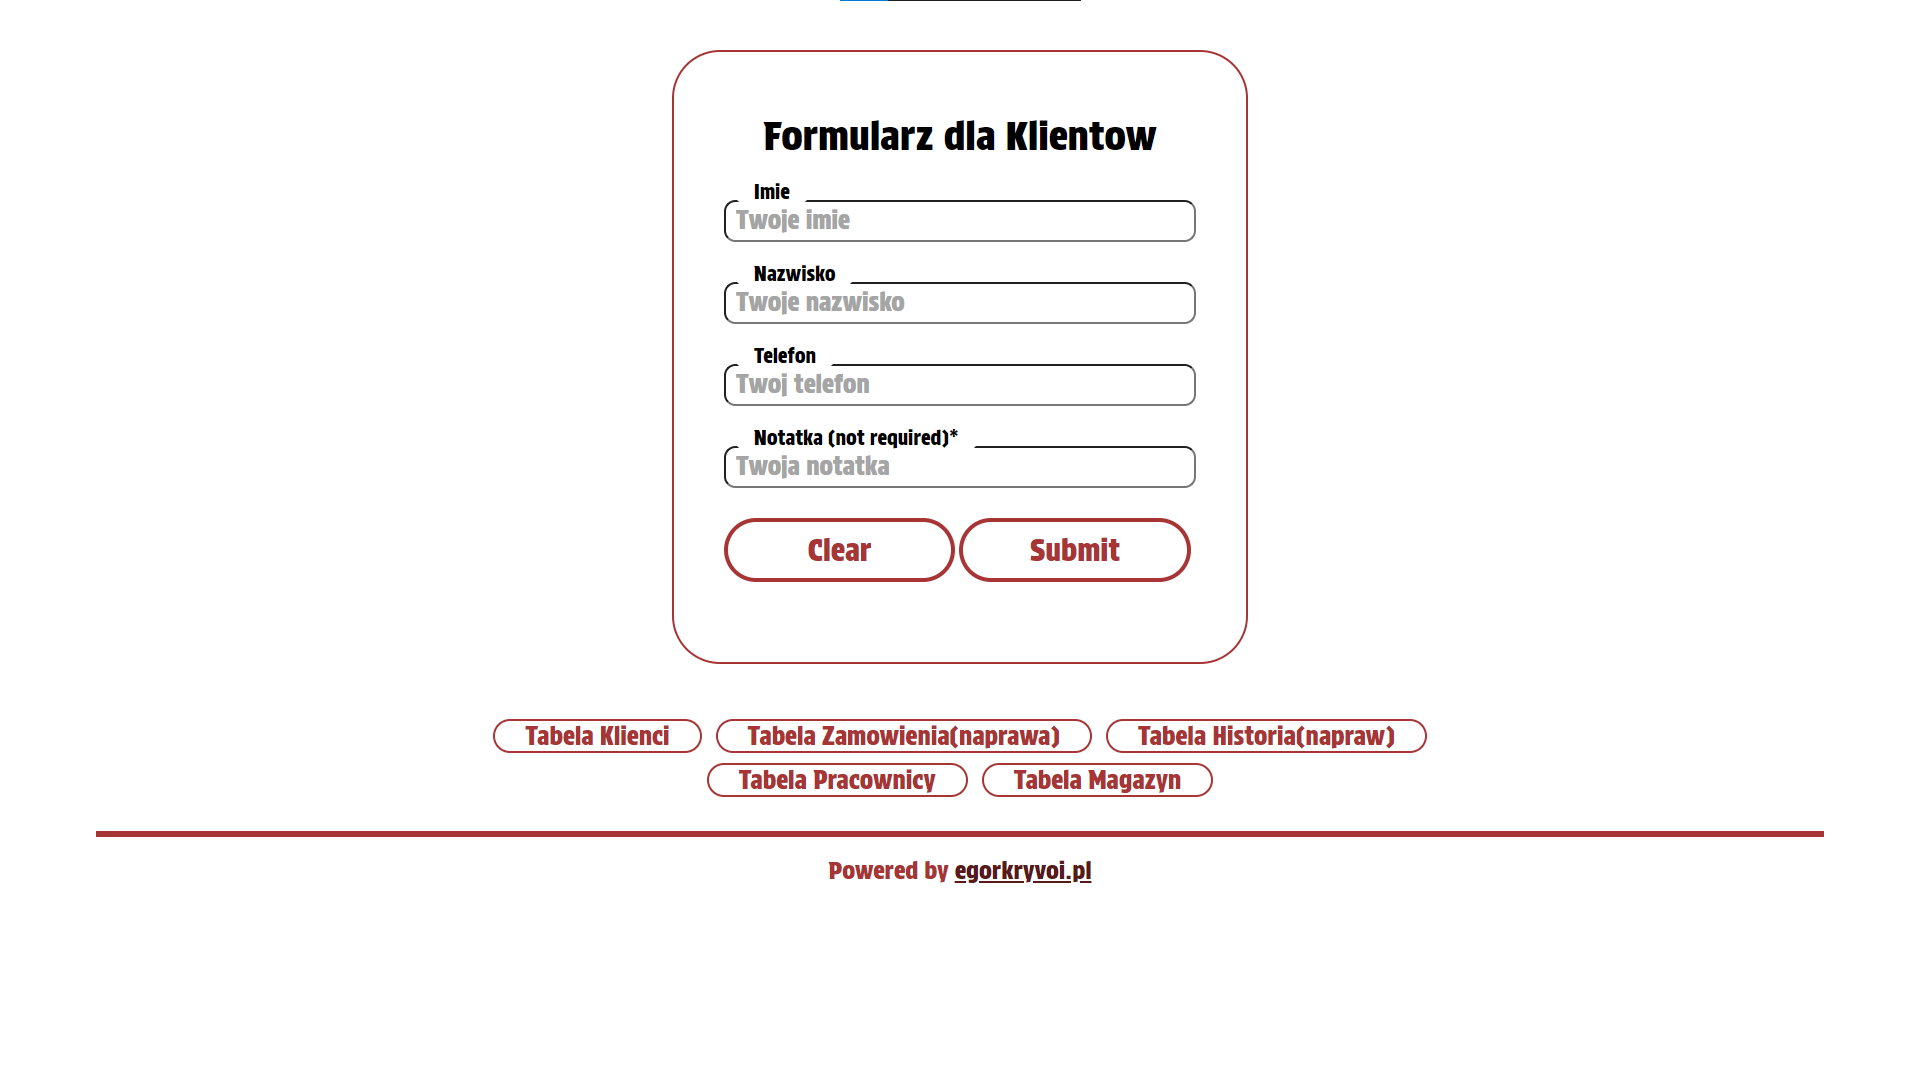 Formularz dla Klientow
Imie
Twoje imie
Nazwisko
Twoje nazwisko
Telefon
Twoj telefon
Notatka (not required)*
Twoja notatka
Clear Submit
Tabela Klienci Tabela Zamowienia(naprawa) Tabela Historia(napraw)
Tabela Pracownicy Tabela Magazyn
Powered by egorkryvoi.pl